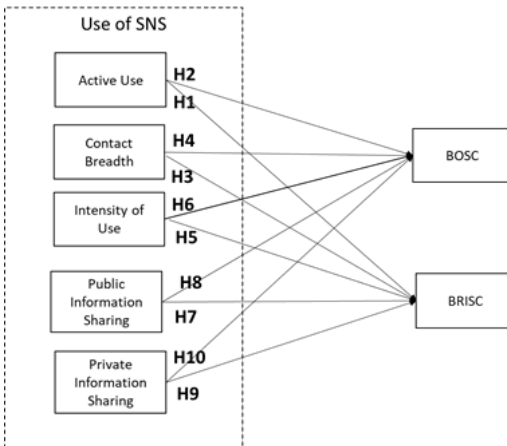 Use of SNS
Active Use
H2
H1
Contact
Breadth
H4
H3
BOSC
Intensity of
Use
H6
H5
Public
Information
Sharing
H8
H7
BRISC
Private
Information
Sharing
H10
H9